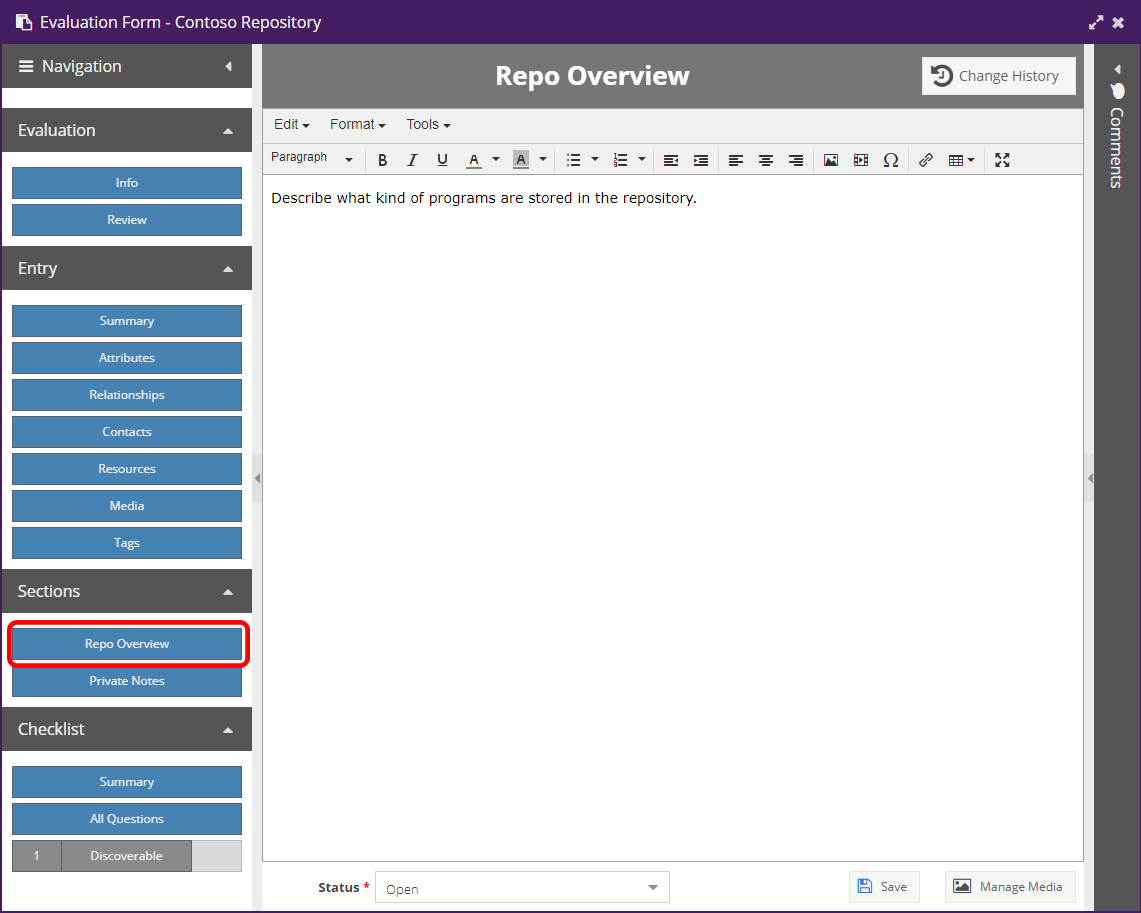 Evaluation Form - Contoso Repository
Navigation
Evaluation
Info
Review
Entry
Summary
Attributes
Relationships
Contacts
Resources
Media
Tags
Sections
Repo Overview
Private Notes
Checklist
Summary
All Questions
1 Discoverable
Repo Overview
Change History
Edit Format Tools
Paragraph B I U A A
Describe what kind of programs are stored in the repository.
Status * Open
Save Manage Media
Comments